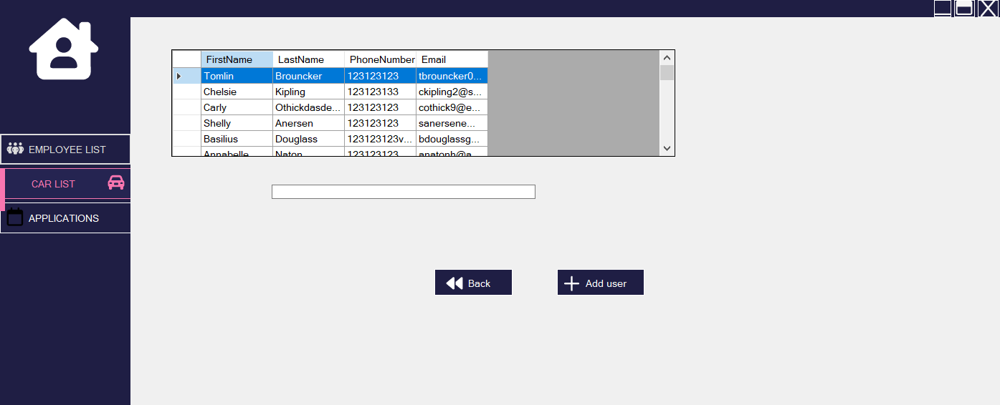 FirstName LastName PhoneNumber Email
Tomlin Brouncker 123123123 tbrouncker0...
Chelsie Kipling 123123133 ckipling2@s...
Carly Othickdasde... 123123123 cothick9@e...
Shelly Anersen 123123123 sanersene...
Basilius Douglass 123123123v... bdouglassg...
Annabelle Naton 123123123 anatonh@a...
EMPLOYEE LIST
CAR LIST
APPLICATIONS
Back
Add user